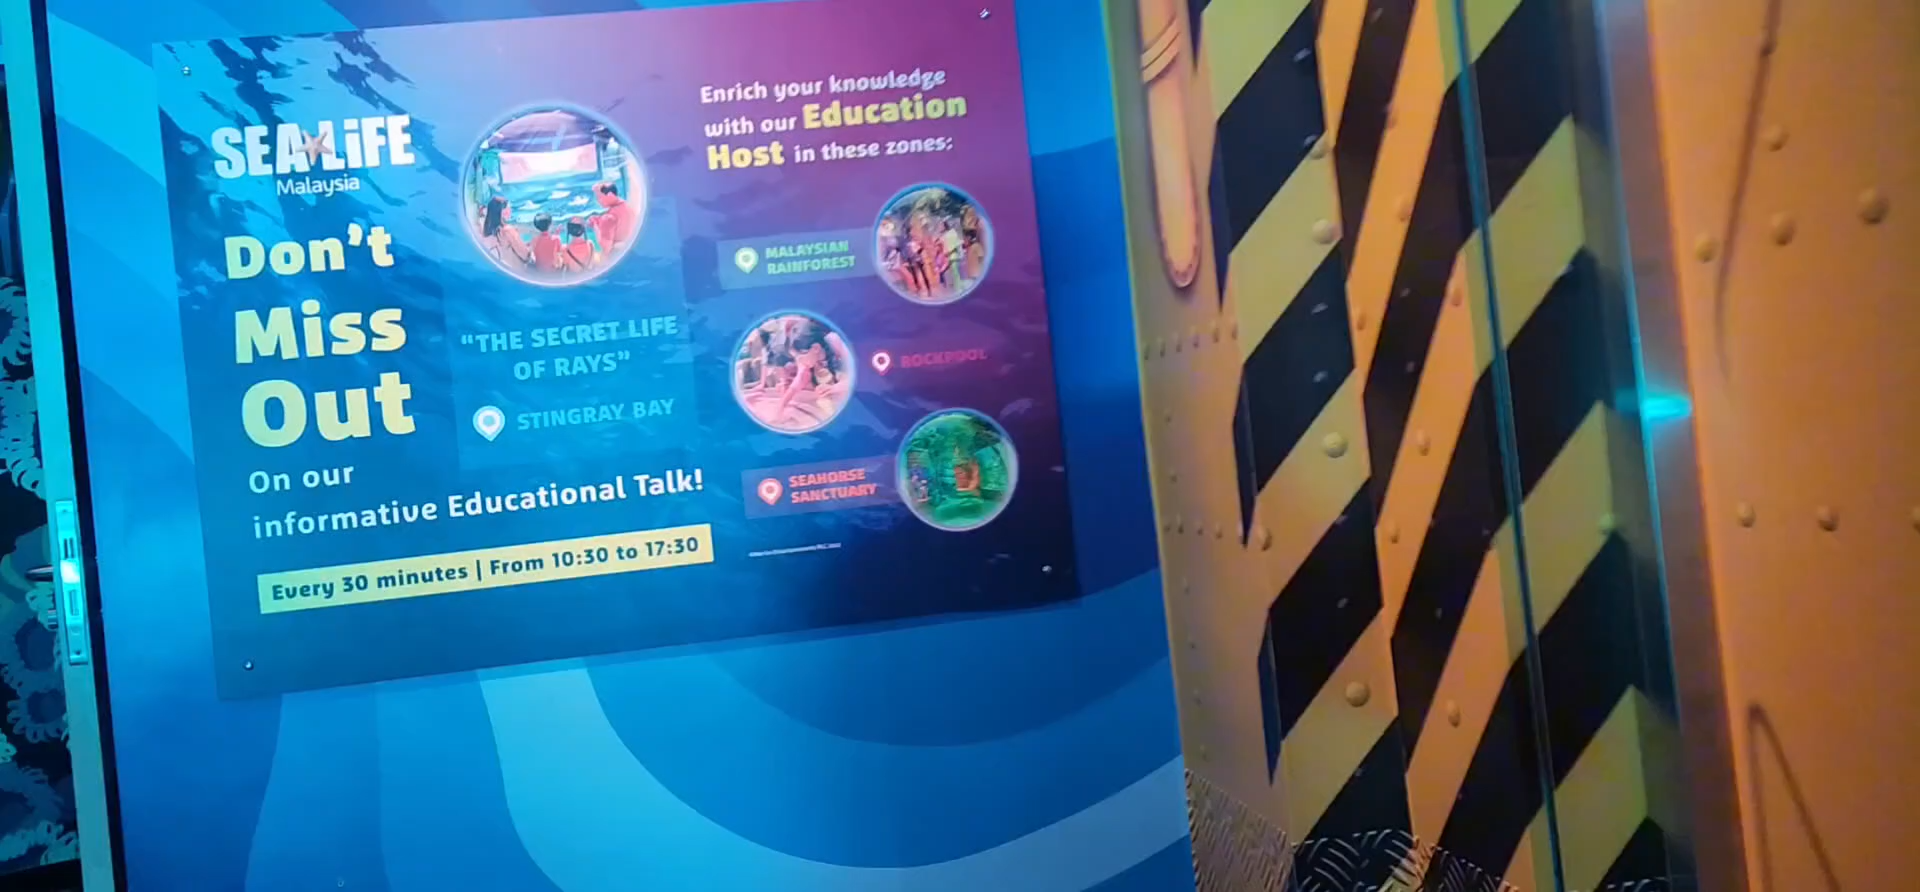 SEA LiFE
Malaysia
Don't
Miss
Out
On our
informative Educational Talk!
Every 30 minutes | From 10:30 to 17:30
"THE SECRET LIFE
OF RAYS"
STINGRAY BAY
Enrich your knowledge
with our Education
Host in these zones:
MALAYSIAN
RAINFOREST
ROCKPOOL
SEAHORSE
SANCTUARY